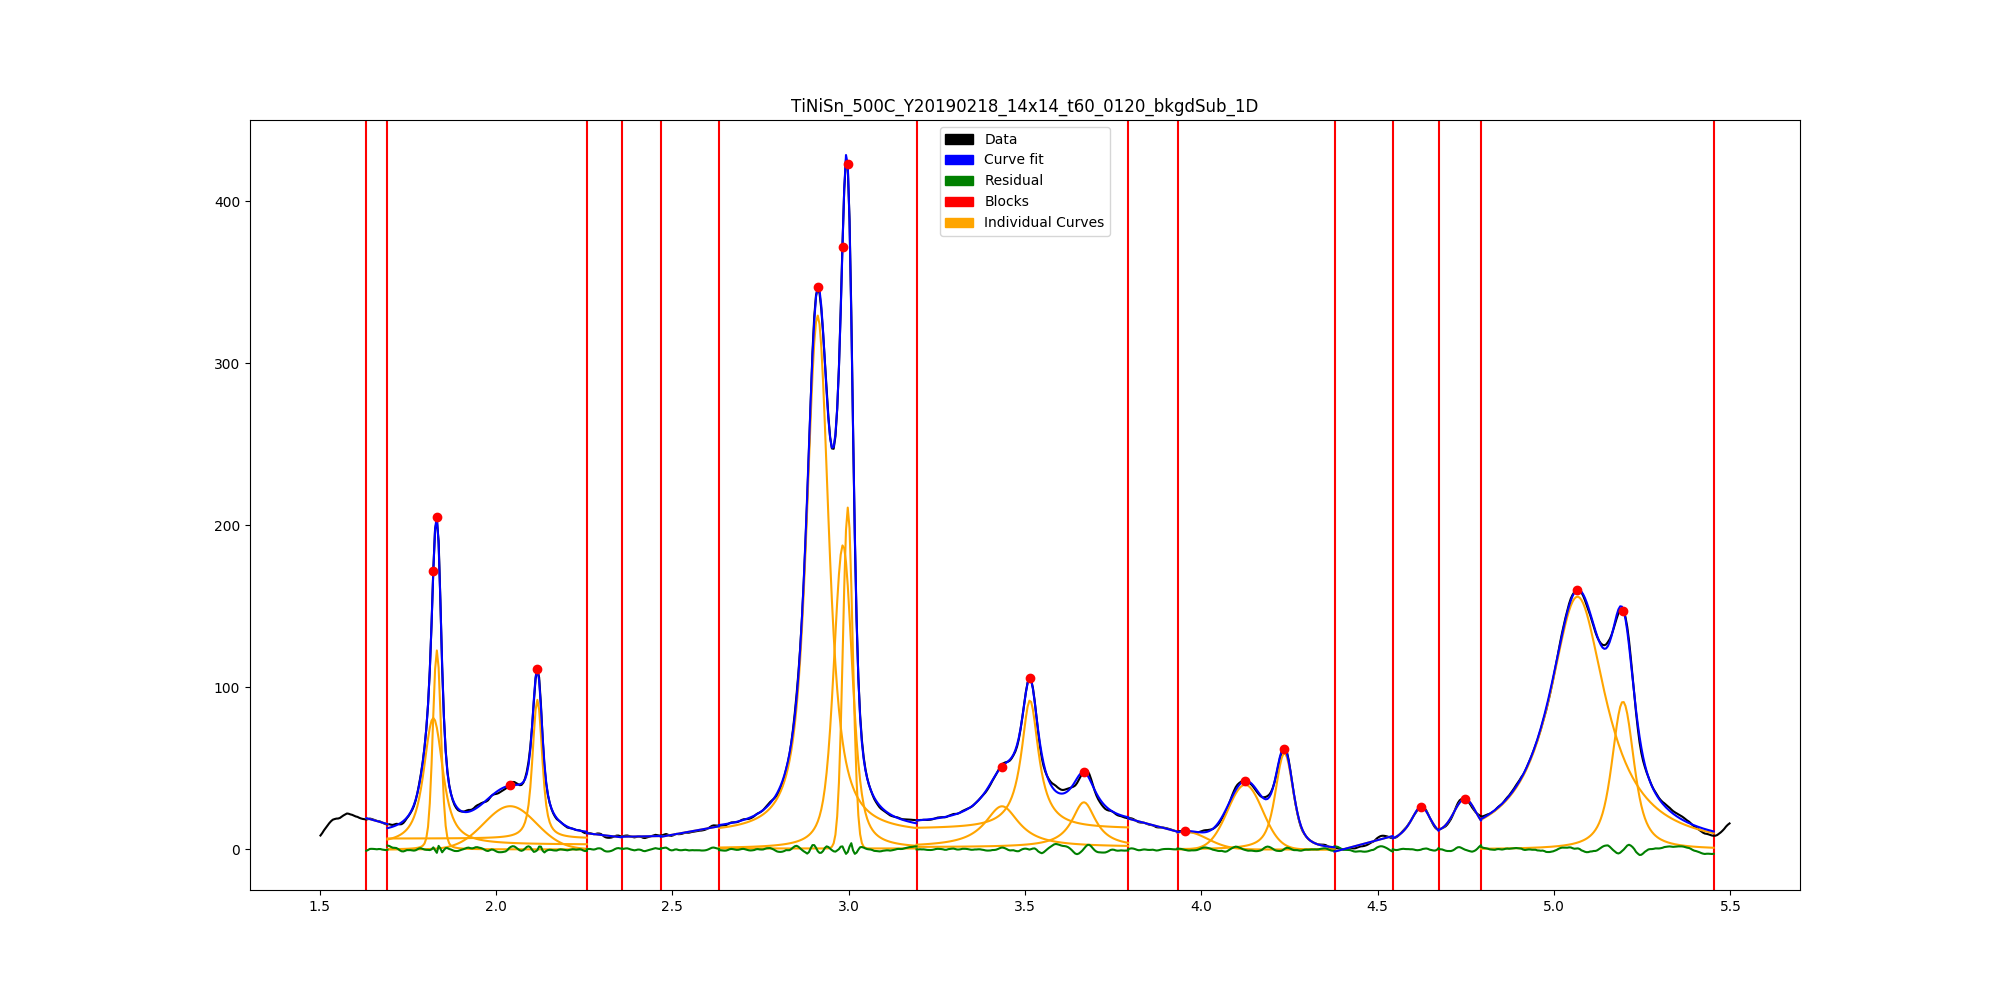 TiNiSn_500C_Y20190218_14x14_t60_0120_bkgdSub_1D
Data
Curve fit
Residual
Blocks
Individual Curves
400
300
200
100
0
1.5 2.0 2.5 3.0 3.5 4.0 4.5 5.0 5.5